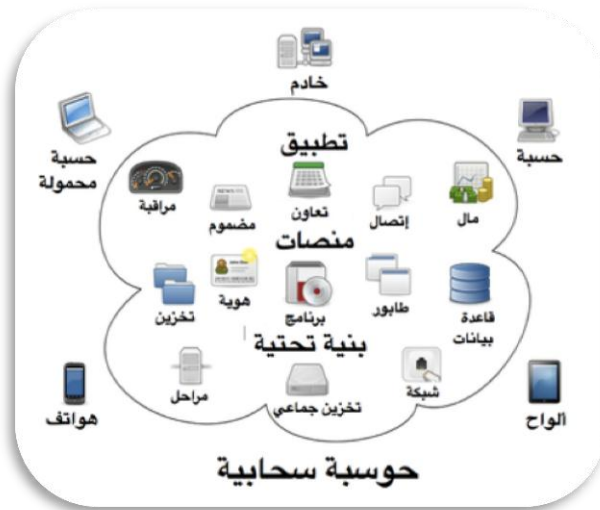 خادم
حسبة
حسبة
محمولة
تطبيق
مال
إتصال
تعاون
مضموم
مراقبة
منصات
قاعدة
بيانات
طابور
برنامج
هوية
تخزين
بنية تحتية
شبكة
تخزين جماعي
مراحل
ألواح
هواتف
حوسبة سحابية